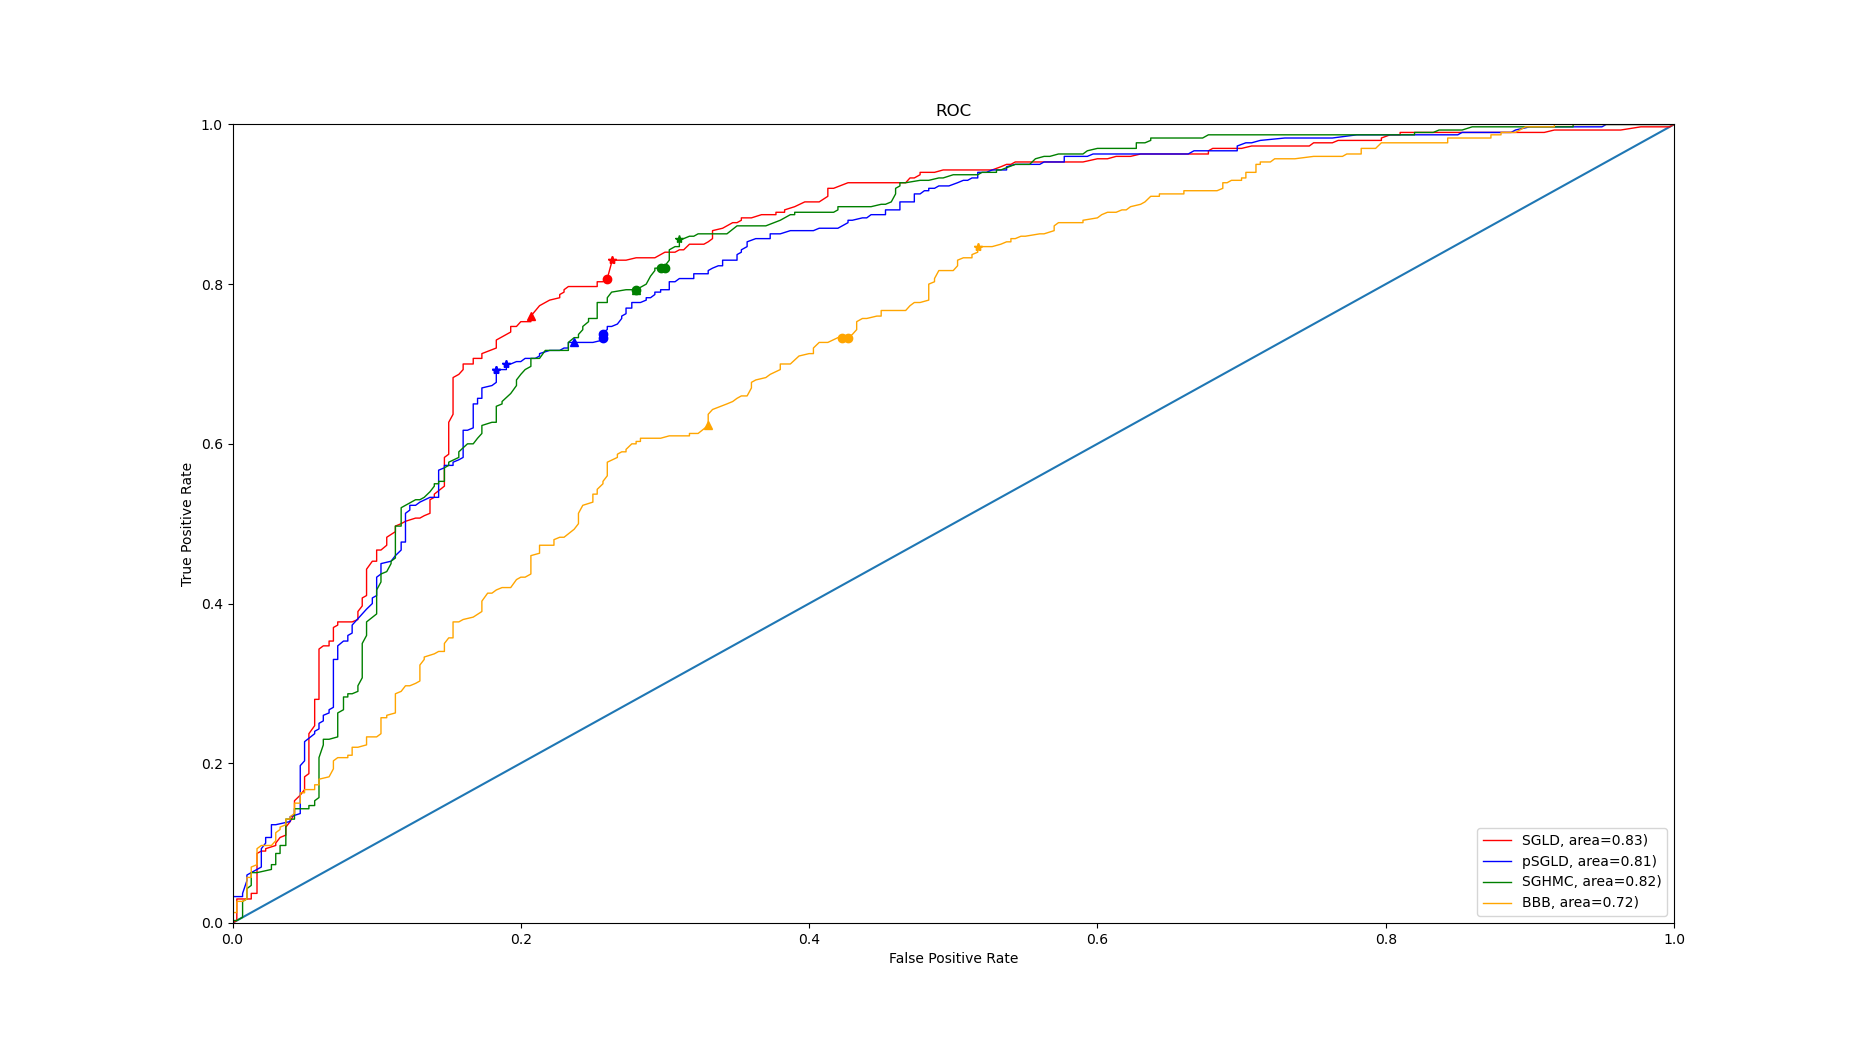 ROC
1.0
0.8
0.6
0.4
0.2
0.0
True Positive Rate
0.0 0.2 0.4 0.6 0.8 1.0
False Positive Rate
SGLD, area=0.83)
pSGLD, area=0.81)
SGHMC, area=0.82)
BBB, area=0.72)